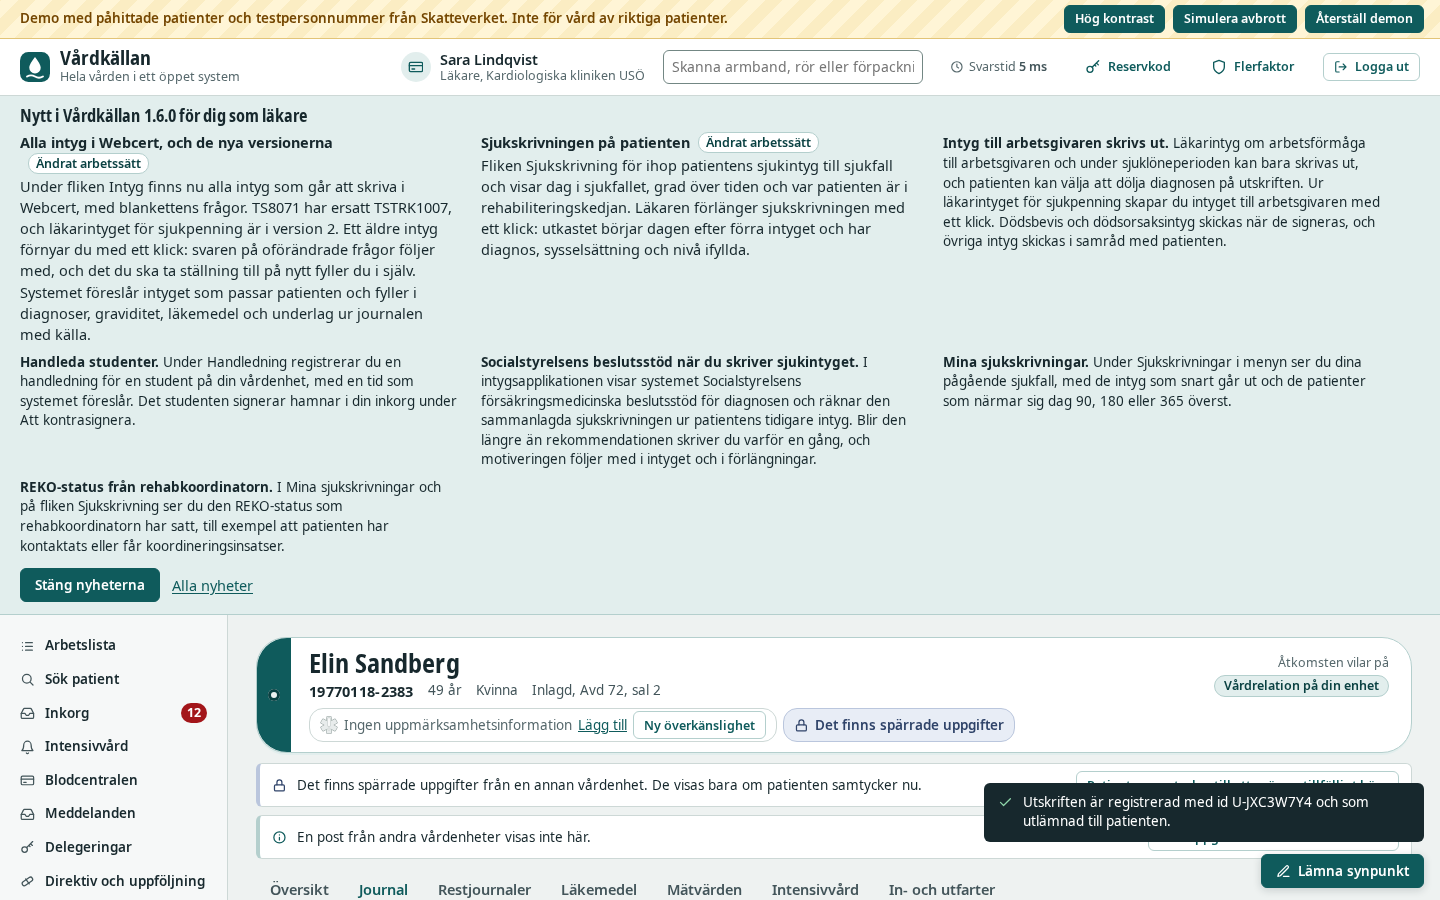 Demo med påhittade patienter och testpersonnummer från Skatteverket. Inte för vård av riktiga patienter.
Hög kontrast
Simulera avbrott
Återställ demon
Vårdkällan
Hela vården i ett öppet system
Sara Lindqvist
Läkare, Kardiologiska kliniken USÖ
Skanna armband, rör eller förpackni
Svarstid 5 ms
Reservkod
Flerfaktor
Logga ut
Nytt i Vårdkällan 1.6.0 för dig som läkare
Alla intyg i Webcert, och de nya versionerna
Ändrat arbetssätt
Under fliken Intyg finns nu alla intyg som går att skriva i
Webcert, med blankettens frågor. TS8071 har ersatt TSTRK1007,
och läkarintyget för sjukpenning är i version 2. Ett äldre intyg
förnyar du med ett klick: svaren på oförändrade frågor följer
med, och det du ska ta ställning till på nytt fyller du i själv.
Systemet föreslår intyget som passar patienten och fyller i
diagnoser, graviditet, läkemedel och underlag ur journalen
med källa.
Sjukskrivningen på patienten
Ändrat arbetssätt
Fliken Sjukskrivning för ihop patientens sjukintyg till sjukfall
och visar dag i sjukfallet, grad över tiden och var patienten är i
rehabiliteringskedjan. Läkaren förlänger sjukskrivningen med
ett klick: utkastet börjar dagen efter förra intyget och har
diagnos, sysselsättning och nivå ifyllda.
Intyg till arbetsgivaren skrivs ut. Läkarintyg om arbetsförmåga
till arbetsgivaren och under sjuklöneperioden kan bara skrivas ut,
och patienten kan välja att dölja diagnosen på utskriften. Ur
läkarintyget för sjukpenning skapar du intyget till arbetsgivaren med
ett klick. Dödsbevis och dödsorsaksintyg skickas när de signeras, och
övriga intyg skickas i samråd med patienten.
Handleda studenter. Under Handledning registrerar du en
handledning för en student på din vårdenhet, med en tid som
systemet föreslår. Det studenten signerar hamnar i din inkorg under
Att kontrasignera.
Socialstyrelsens beslutsstöd när du skriver sjukintyget. I
intygsapplikationen visar systemet Socialstyrelsens
försäkringsmedicinska beslutsstöd för diagnosen och räknar den
sammanlagda sjukskrivningen ur patientens tidigare intyg. Blir den
längre än rekommendationen skriver du varför en gång, och
motiveringen följer med i intyget och i förlängningar.
Mina sjukskrivningar. Under Sjukskrivningar i menyn ser du dina
pågående sjukfall, med de intyg som snart går ut och de patienter
som närmar sig dag 90, 180 eller 365 överst.
REKO-status från rehabkoordinatorn. I Mina sjukskrivningar och
på fliken Sjukskrivning ser du den REKO-status som
rehabkoordinatorn har satt, till exempel att patienten har
kontaktats eller får koordineringsinsatser.
Stäng nyheterna
Alla nyheter
Arbetslista
Sök patient
Inkorg
12
Intensivvård
Blodcentralen
Meddelanden
Delegeringar
Direktiv och uppföljning
Elin Sandberg
19770118-2383
49 år
Kvinna
Inlagd, Avd 72, sal 2
Ingen uppmärksamhetsinformation
Lägg till
Ny överkänslighet
Det finns spärrade uppgifter
Åtkomsten vilar på
Vårdrelation på din enhet
Det finns spärrade uppgifter från en annan vårdenhet. De visas bara om patienten samtycker nu.
En post från andra vårdenheter visas inte här.
Utskriften är registrerad med id U-JXC3W7Y4 och som
utlämnad till patienten.
Lämna synpunkt
Översikt
Journal
Restjournaler
Läkemedel
Mätvärden
Intensivvård
In- och utfarter